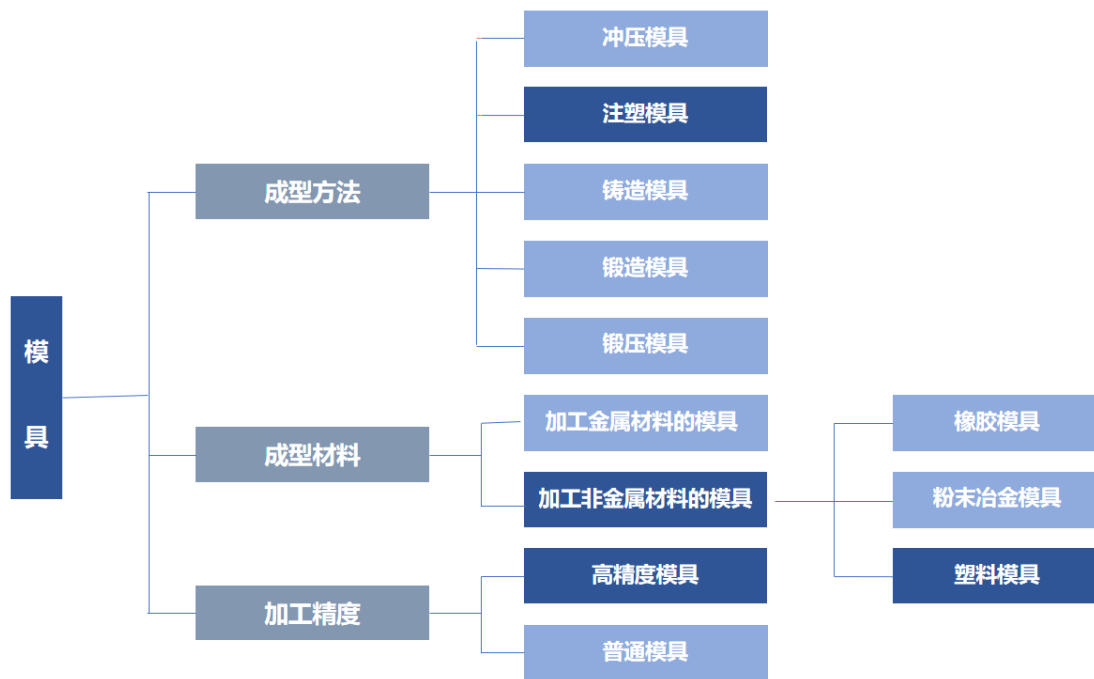 模具
成型方法
冲压模具
注塑模具
铸造模具
锻造模具
锻压模具
成型材料
加工金属材料的模具
加工非金属材料的模具
橡胶模具
粉末冶金模具
塑料模具
加工精度
高精度模具
普通模具